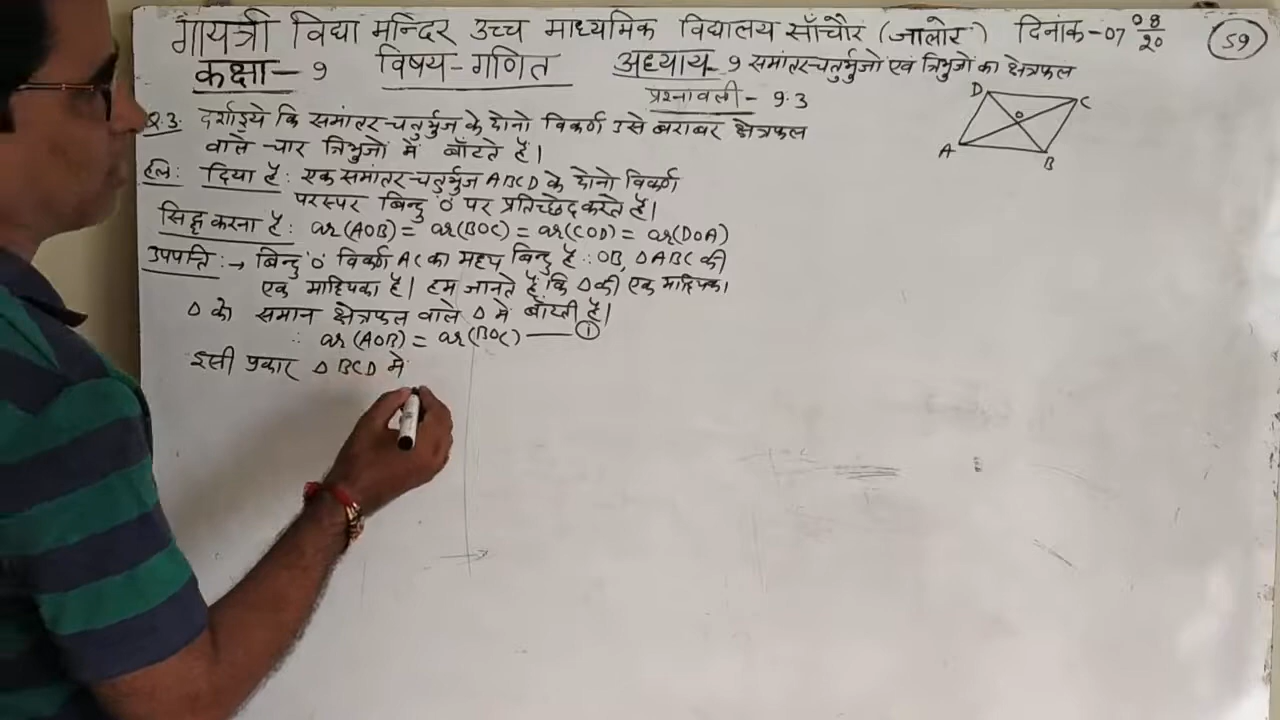 गायत्री विद्या मन्दिर उच्च माध्यमिक विद्यालय साँचौर (जालोर) दिनांक-07 08/20 59
कक्षा-9 विषय-गणित अध्याय-9 समांतर चतुर्भुजो एवं त्रिभुजों का क्षेत्रफल
प्रश्नावली-9.3
Q.3. दर्शाइये कि समांतर चतुर्भुज के दोनो विकर्ण उसे बराबर क्षेत्रफल
वाले चार त्रिभुजों में बाँटते हैं।
हल: दिया है: एक समांतर चतुर्भुज ABCD के दोनो विकर्ण
परस्पर बिन्दु 'O' पर प्रतिच्छेद करते है।
सिद्ध करना है: ar(AOB) = ar(BOC) = ar(COD) = ar(DOA)
उपपत्ति:→ बिन्दु 'O' विकर्ण AC का मध्य बिन्दु है ∴ OB, △ABC की
एक माध्यिका है। हम जानते है कि △ की एक माध्यिका
△ को समान क्षेत्रफल वाले △ मे बाँटती है।
∴ ar(AOB) = ar(BOC) — ①
इसी प्रकार △BCD मे
D C
O
A B